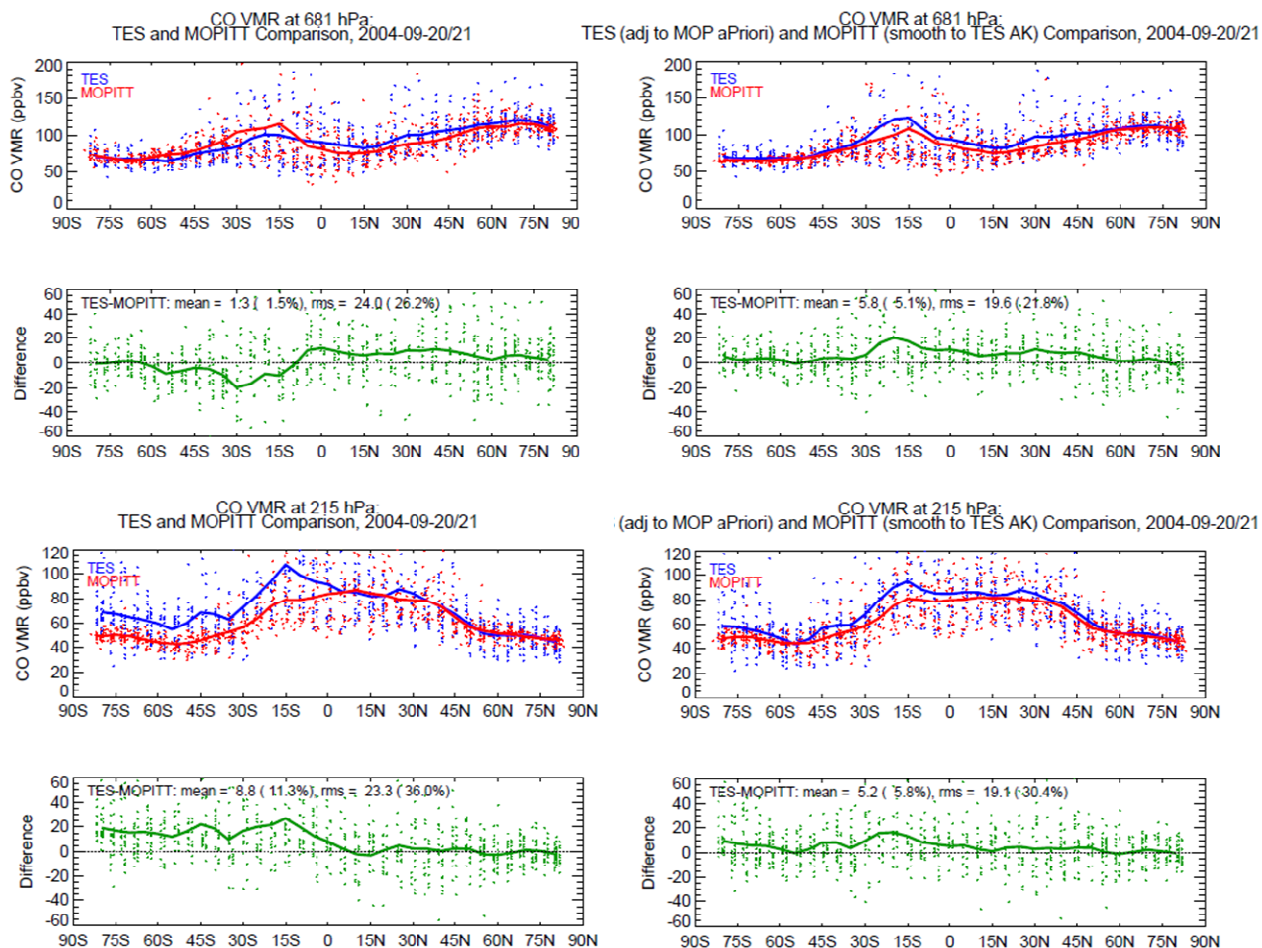 CO VMR at 681 hPa:
TES and MOPITT Comparison, 2004-09-20/21
CO VMR (ppbv)
200
150
100
50
0
TES
MOPITT
90S 75S 60S 45S 30S 15S 0 15N 30N 45N 60N 75N 90N
Difference
60
40
20
0
-20
-40
-60
TES-MOPITT: mean = 1.3 ( 1.5%), rms = 24.0 ( 26.2%)
90S 75S 60S 45S 30S 15S 0 15N 30N 45N 60N 75N 90
CO VMR at 681 hPa:
TES (adj to MOP aPriori) and MOPITT (smooth to TES AK) Comparison, 2004-09-20/21
CO VMR (ppbv)
200
150
100
50
0
TES
MOPITT
90S 75S 60S 45S 30S 15S 0 15N 30N 45N 60N 75N 90N
Difference
60
40
20
0
-20
-40
-60
TES-MOPITT: mean = 5.8 ( 5.1%), rms = 19.6 ( 21.8%)
90S 75S 60S 45S 30S 15S 0 15N 30N 45N 60N 75N 90N
CO VMR at 215 hPa:
TES and MOPITT Comparison, 2004-09-20/21
CO VMR (ppbv)
120
100
80
60
40
20
0
TES
MOPITT
90S 75S 60S 45S 30S 15S 0 15N 30N 45N 60N 75N 90N
Difference
60
40
20
0
-20
-40
-60
TES-MOPITT: mean = 8.8 ( 11.3%), rms = 23.3 ( 36.0%)
90S 75S 60S 45S 30S 15S 0 15N 30N 45N 60N 75N 90N
CO VMR at 215 hPa:
(adj to MOP aPriori) and MOPITT (smooth to TES AK) Comparison, 2004-09-20/21
CO VMR (ppbv)
120
100
80
60
40
20
0
TES
MOPITT
90S 75S 60S 45S 30S 15S 0 15N 30N 45N 60N 75N 90N
Difference
60
40
20
0
-20
-40
-60
TES-MOPITT: mean = 5.2 ( 5.8%), rms = 19.1 ( 30.4%)
90S 75S 60S 45S 30S 15S 0 15N 30N 45N 60N 75N 90N